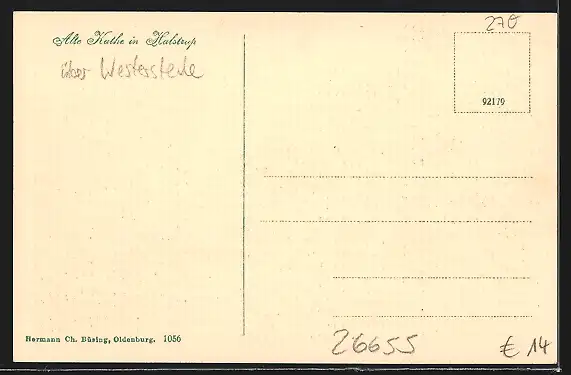 270
Alte Kathe in Halstrup
über Westerstede
92179
Hermann Ch. Büsing, Oldenburg. 1056
26655
€ 14